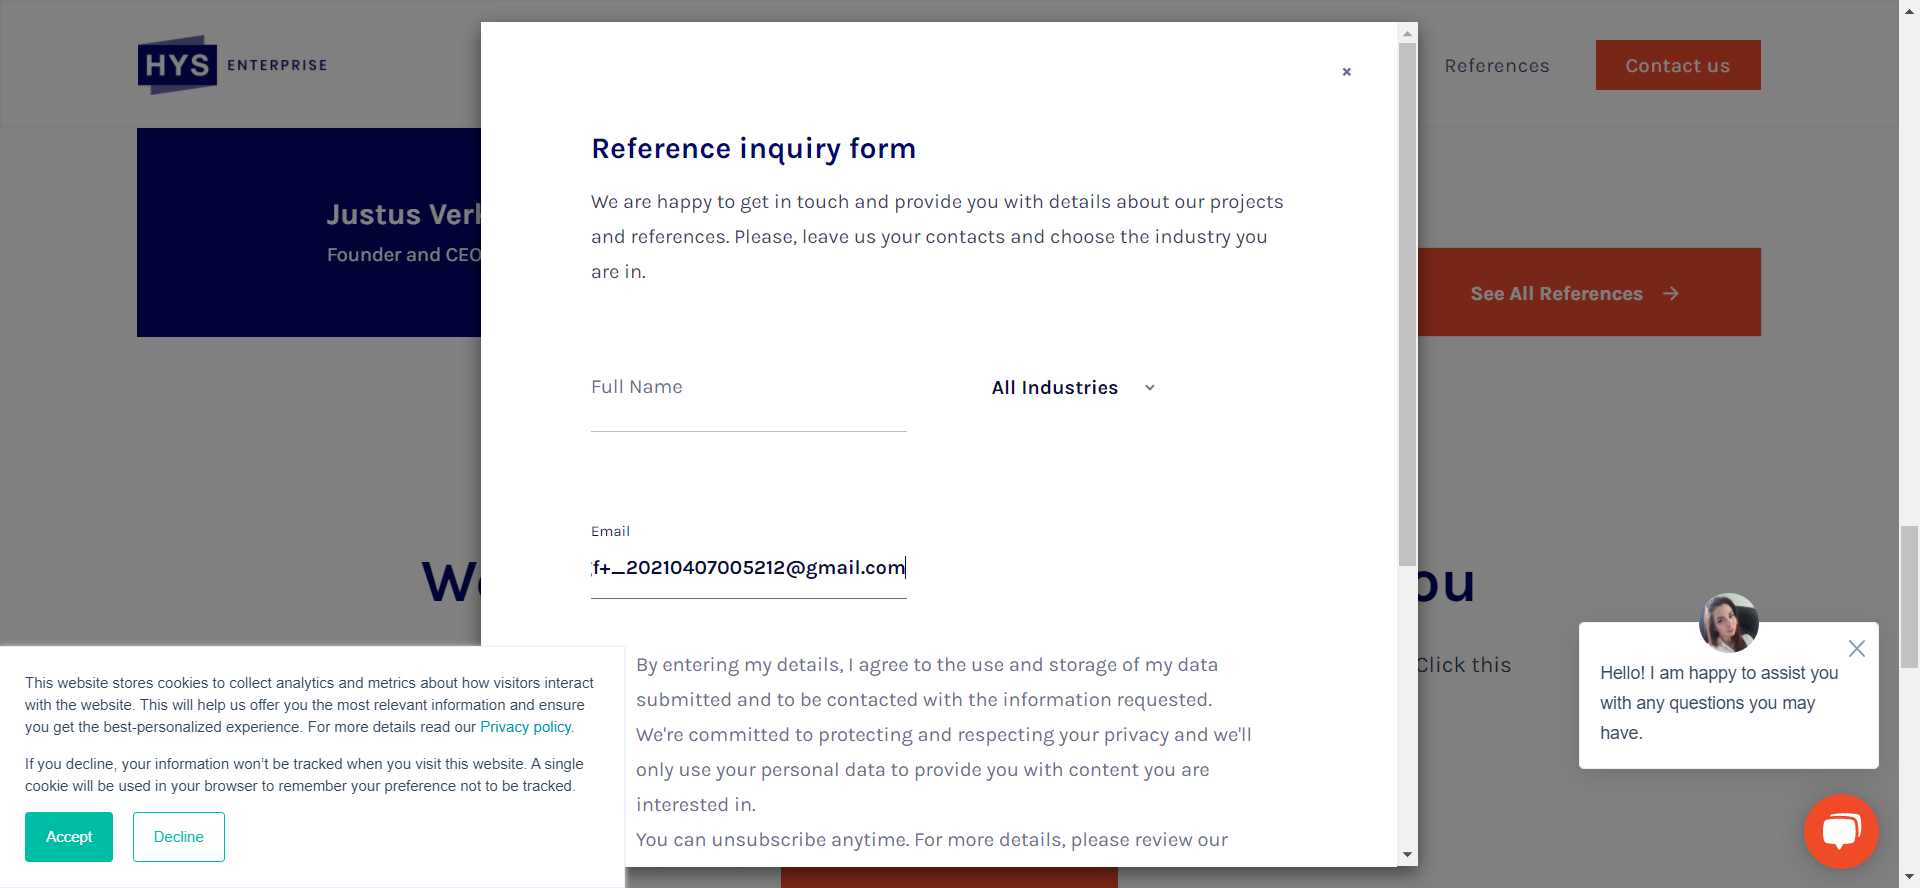 HYS ENTERPRISE
References
Contact us
×
Reference inquiry form
We are happy to get in touch and provide you with details about our projects
and references. Please, leave us your contacts and choose the industry you
are in.
Justus
Founder and CEO
See All References →
Full Name
All Industries
Email
f+_20210407005212@gmail.com
By entering my details, I agree to the use and storage of my data
submitted and to be contacted with the information requested.
We're committed to protecting and respecting your privacy and we'll
only use your personal data to provide you with content you are
interested in.
You can unsubscribe anytime. For more details, please review our
Click this
This website stores cookies to collect analytics and metrics about how visitors interact
with the website. This will help us offer you the most relevant information and ensure
you get the best-personalized experience. For more details read our Privacy policy.
If you decline, your information won't be tracked when you visit this website. A single
cookie will be used in your browser to remember your preference not to be tracked.
Accept
Decline
Hello! I am happy to assist you
with any questions you may
have.